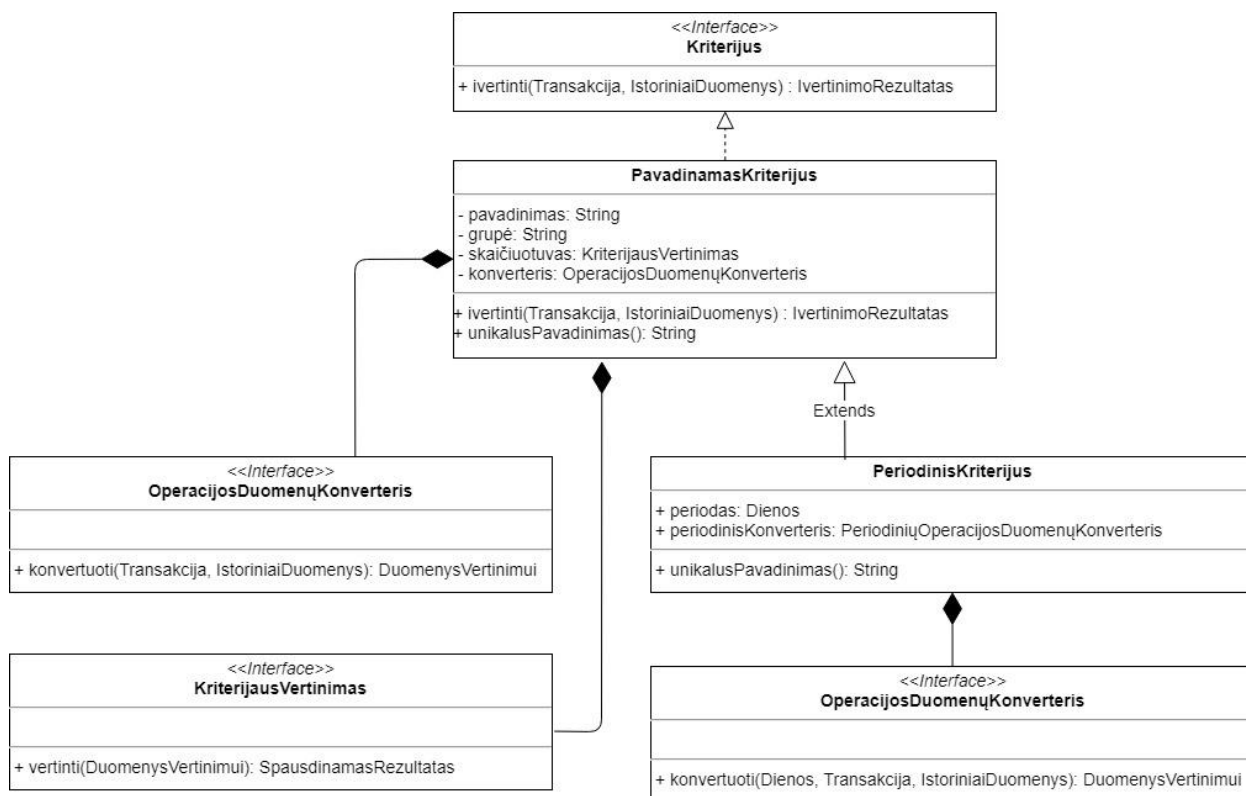 <<Interface>>
Kriterijus
+ ivertinti(Transakcija, IstoriniaiDuomenys) : IvertinimoRezultatas
PavadinamasKriterijus
- pavadinimas: String
- grupė: String
- skaičiuotuvas: KriterijausVertinimas
- konverteris: OperacijosDuomenųKonverteris
+ ivertinti(Transakcija, IstoriniaiDuomenys) : IvertinimoRezultatas
+ unikalusPavadinimas(): String
Extends
<<Interface>>
OperacijosDuomenųKonverteris
+ konvertuoti(Transakcija, IstoriniaiDuomenys): DuomenysVertinimui
PeriodinisKriterijus
+ periodas: Dienos
+ periodinisKonverteris: PeriodiniųOperacijosDuomenųKonverteris
+ unikalusPavadinimas(): String
<<Interface>>
KriterijausVertinimas
+ vertinti(DuomenysVertinimui): SpausdinamasRezultatas
<<Interface>>
OperacijosDuomenųKonverteris
+ konvertuoti(Dienos, Transakcija, IstoriniaiDuomenys): DuomenysVertinimui